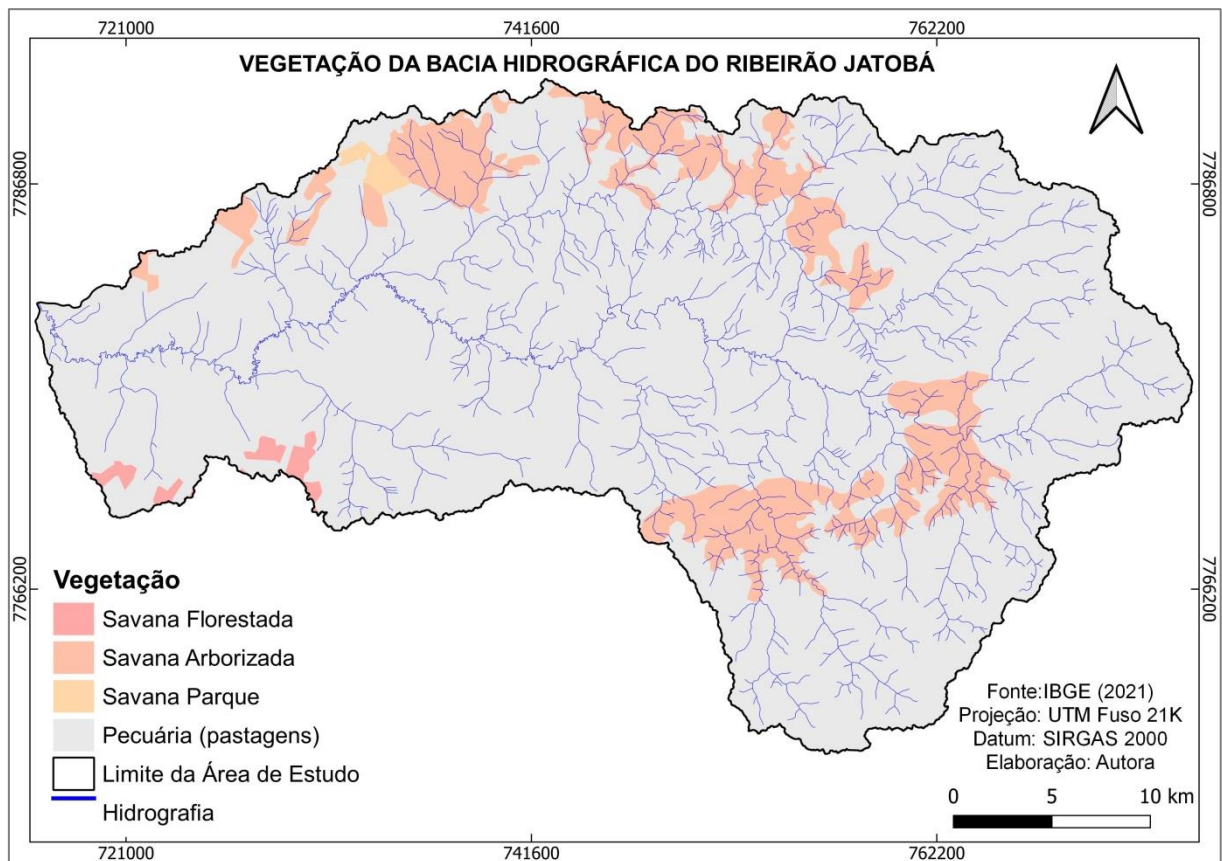 721000
741600
762200
VEGETAÇÃO DA BACIA HIDROGRÁFICA DO RIBEIRÃO JATOBÁ
7786800
7786800
7766200
7766200
Vegetação
Savana Florestada
Savana Arborizada
Savana Parque
Pecuária (pastagens)
Limite da Área de Estudo
Hidrografia
Fonte:IBGE (2021)
Projeção: UTM Fuso 21K
Datum: SIRGAS 2000
Elaboração: Autora
0 5 10 km
721000
741600
762200